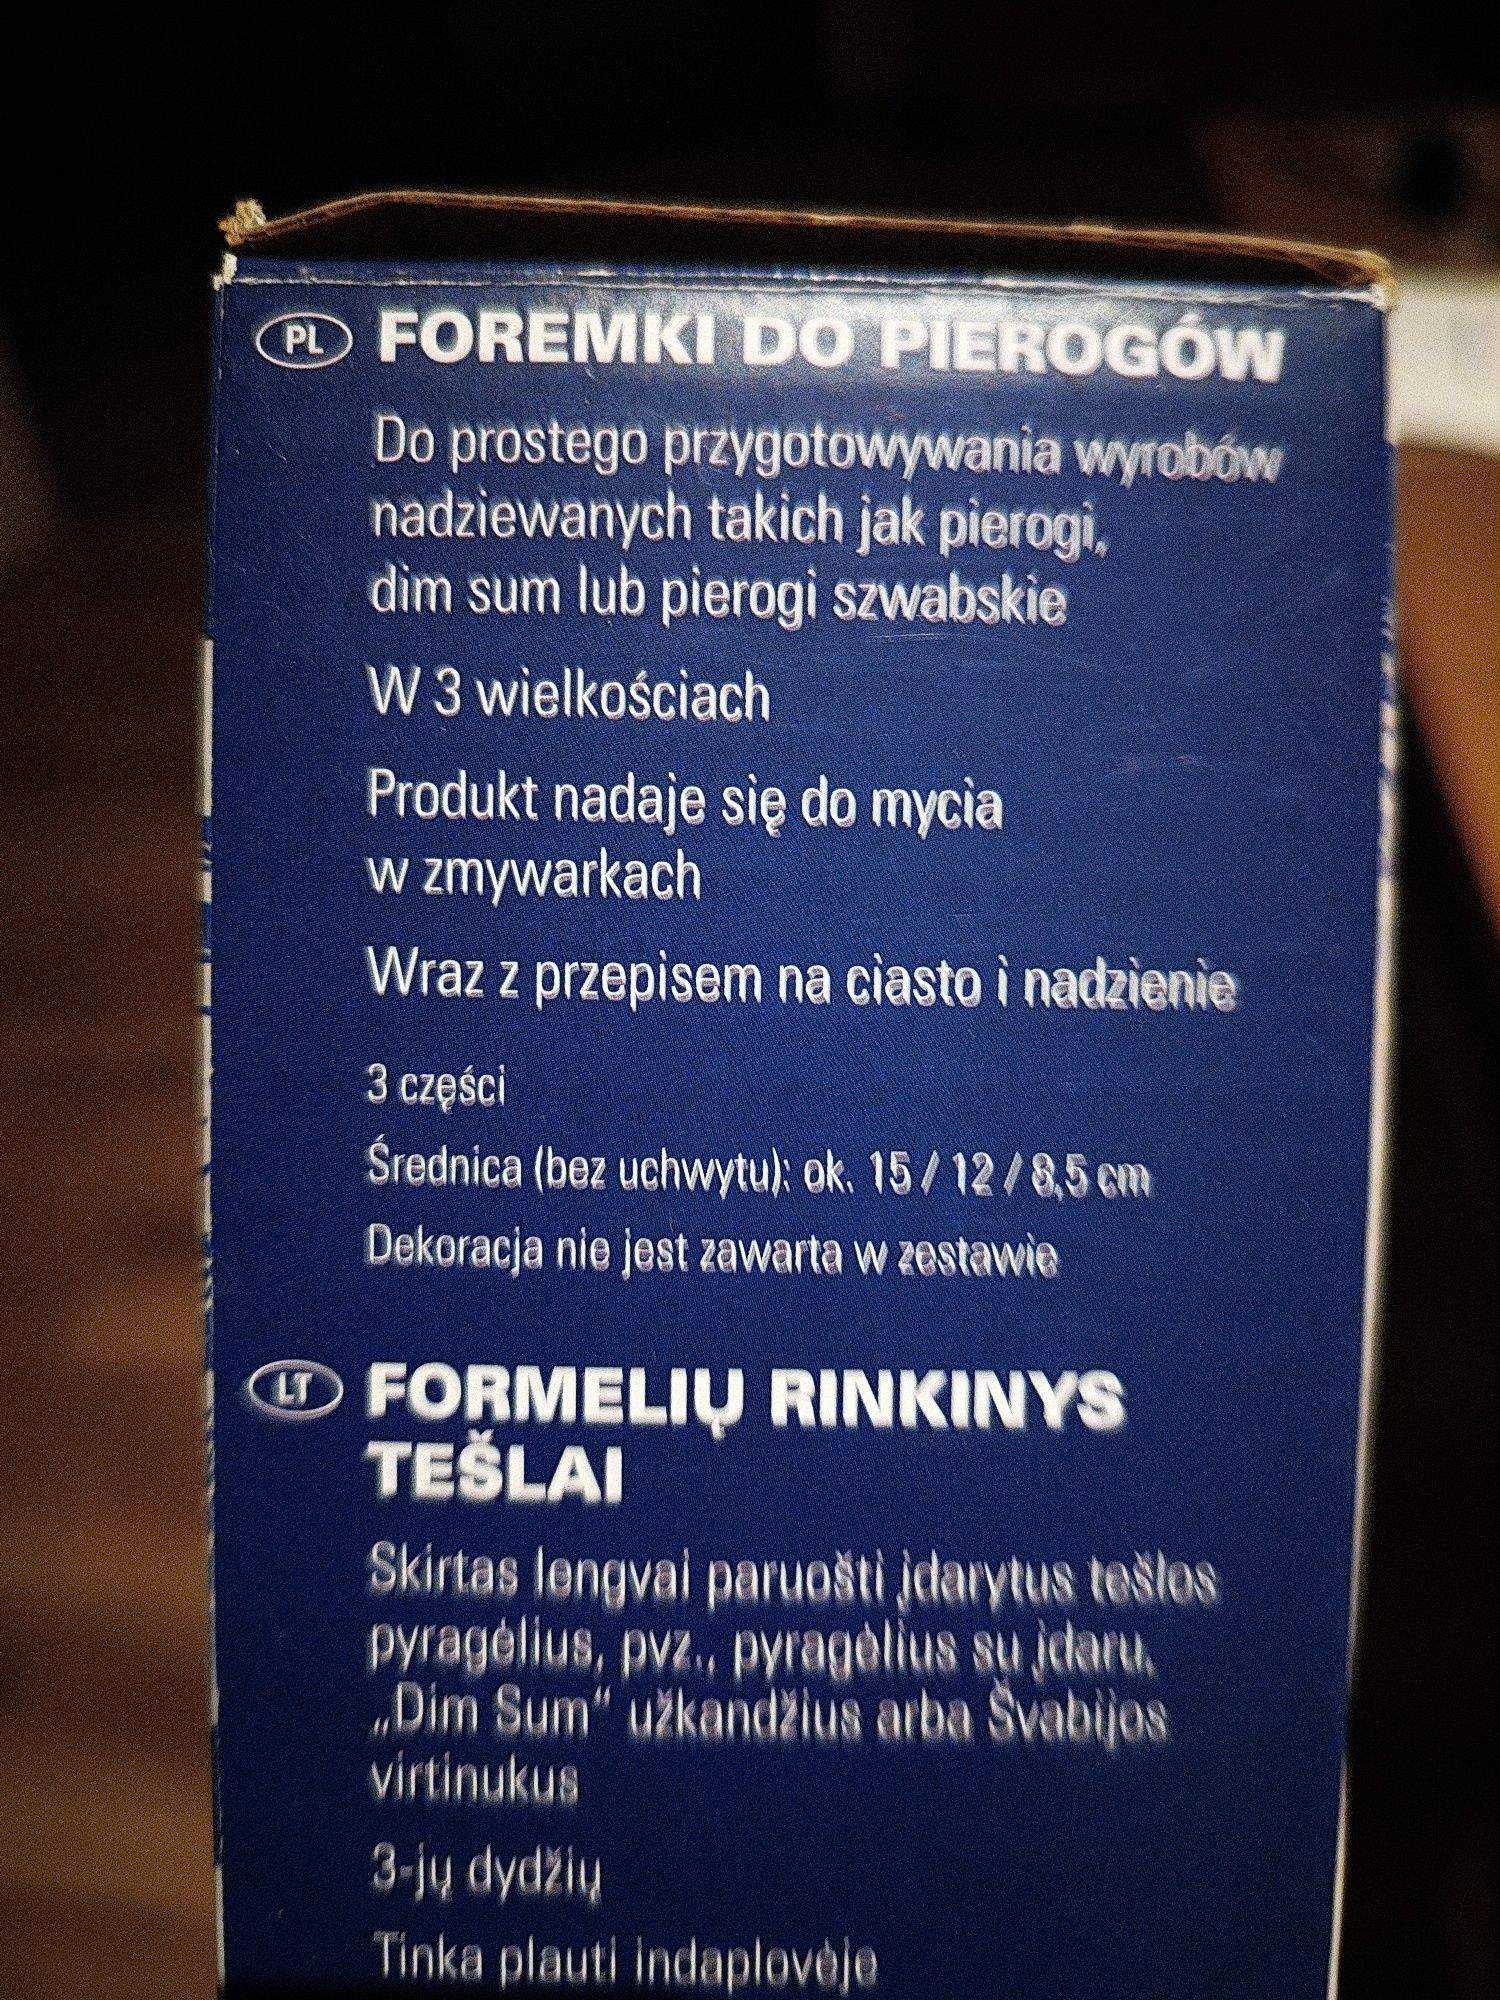 PL FOREMKI DO PIEROGÓW
Do prostego przygotowywania wyrobów
nadziewanych takich jak pierogi,
dim sum lub pierogi szwabskie
W 3 wielkościach
Produkt nadaje się do mycia
w zmywarkach
Wraz z przepisem na ciasto i nadzienie
3 części
Średnica (bez uchwytu): ok. 15 / 12 / 8,5 cm
Dekoracja nie jest zawarta w zestawie
LT FORMELIŲ RINKINYS
TEŠLAI
Skirtas lengvai paruošti įdarytus tešlos
pyragėlius, pvz., pyragėlius su įdaru,
„Dim Sum“ užkandžius arba Švabijos
virtinukus
3-jų dydžių
Tinka plauti indaplovėje